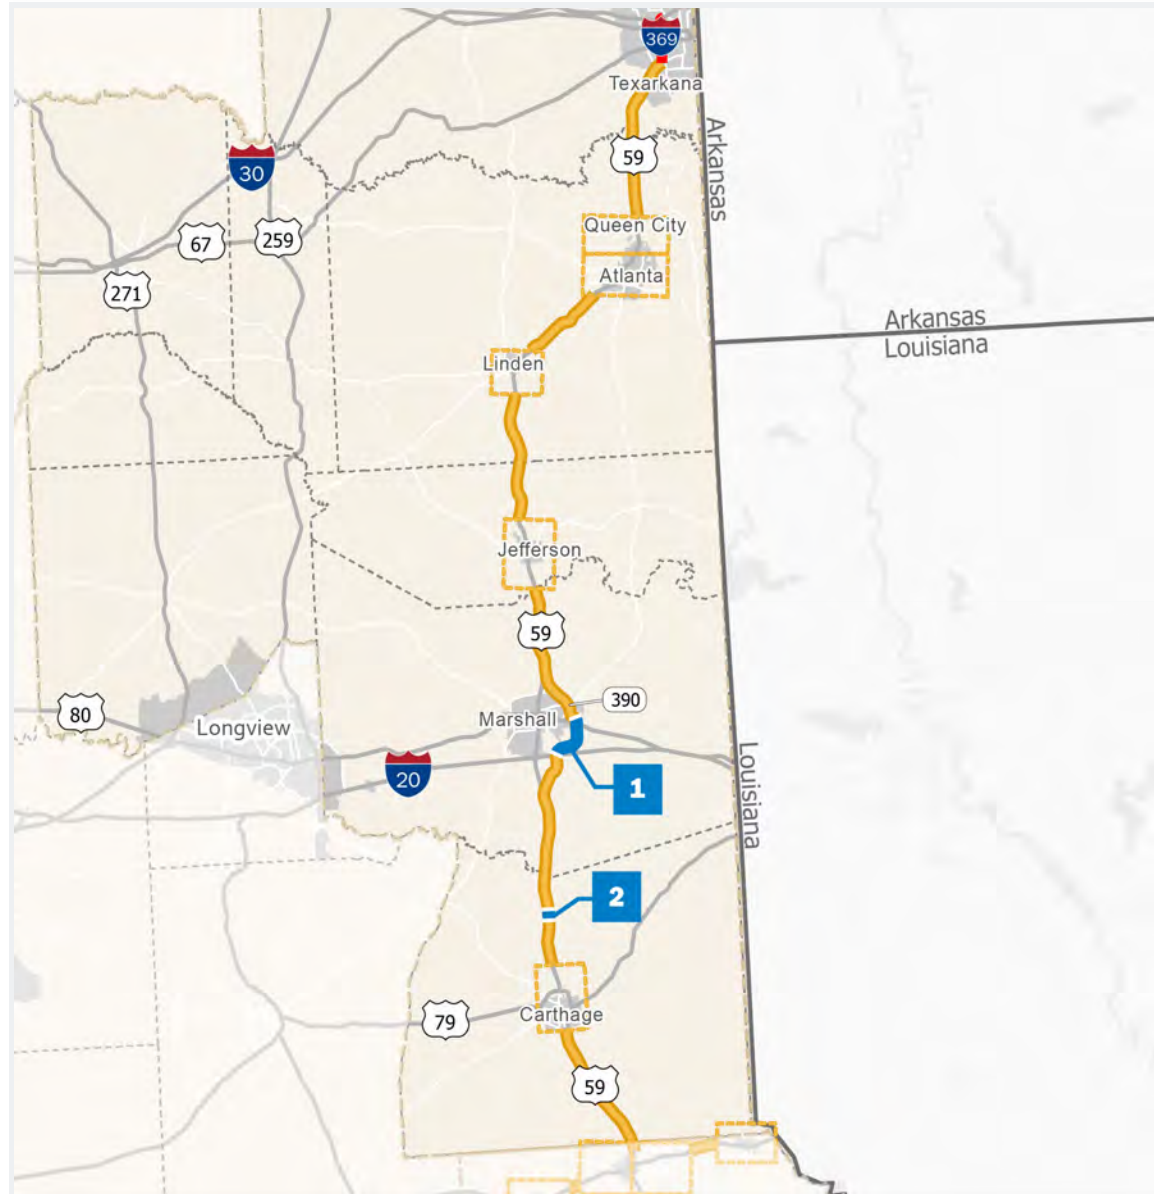 369
Texarkana
Arkansas
59
30
Queen City
67
259
Atlanta
271
Arkansas
Louisiana
Linden
Jefferson
59
390
80
Marshall
Longview
Louisiana
20
1
2
Carthage
79
59